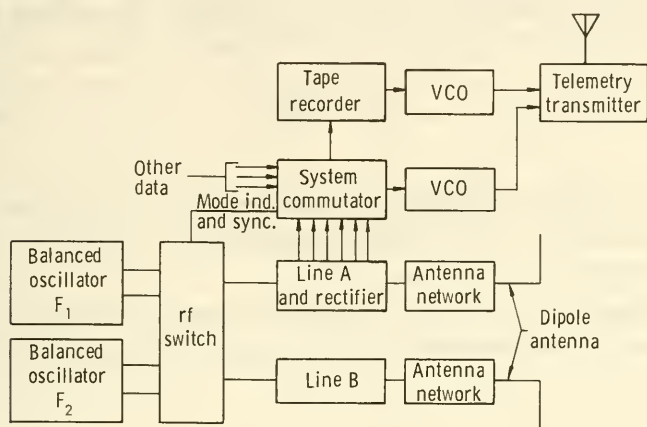 Tape
recorder
VCO
Telemetry
transmitter
Other
data
System
commutator
VCO
Mode ind.
and sync.
Balanced
oscillator
F1
rf
switch
Line A
and rectifier
Antenna
network
Dipole
antenna
Balanced
oscillator
F2
Line B
Antenna
network